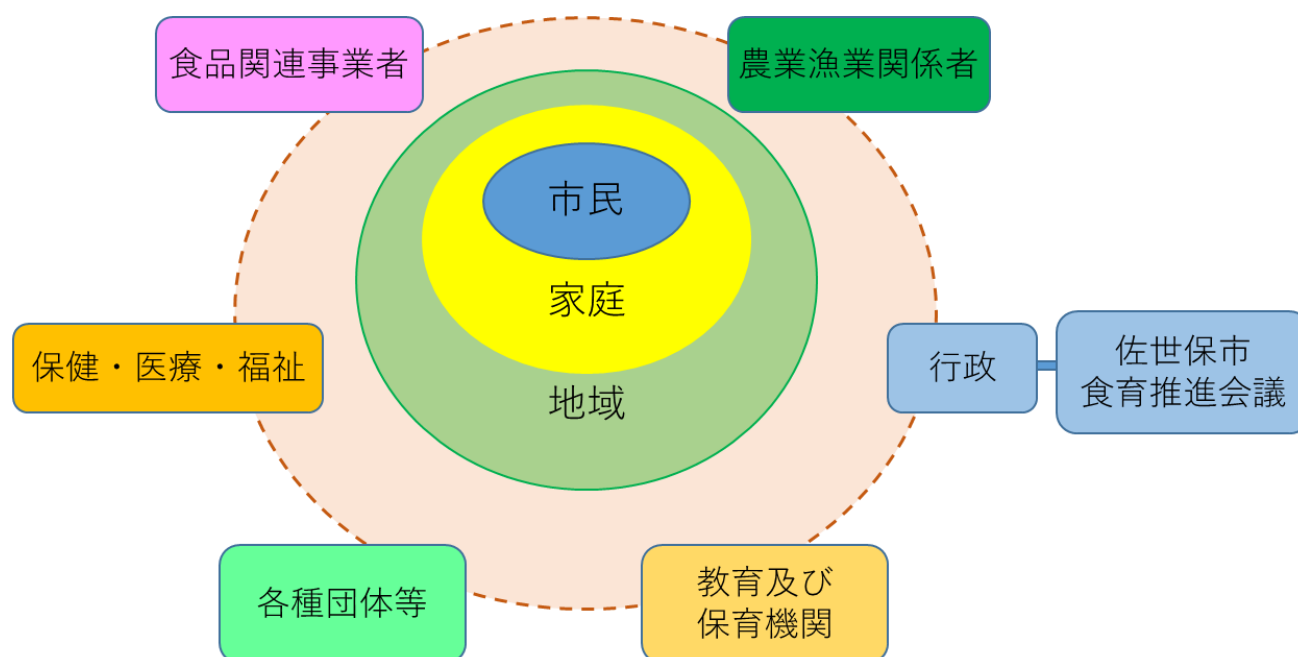 食品関連事業者
農業漁業関係者
市民
家庭
地域
保健・医療・福祉
行政
佐世保市
食育推進会議
各種団体等
教育及び
保育機関